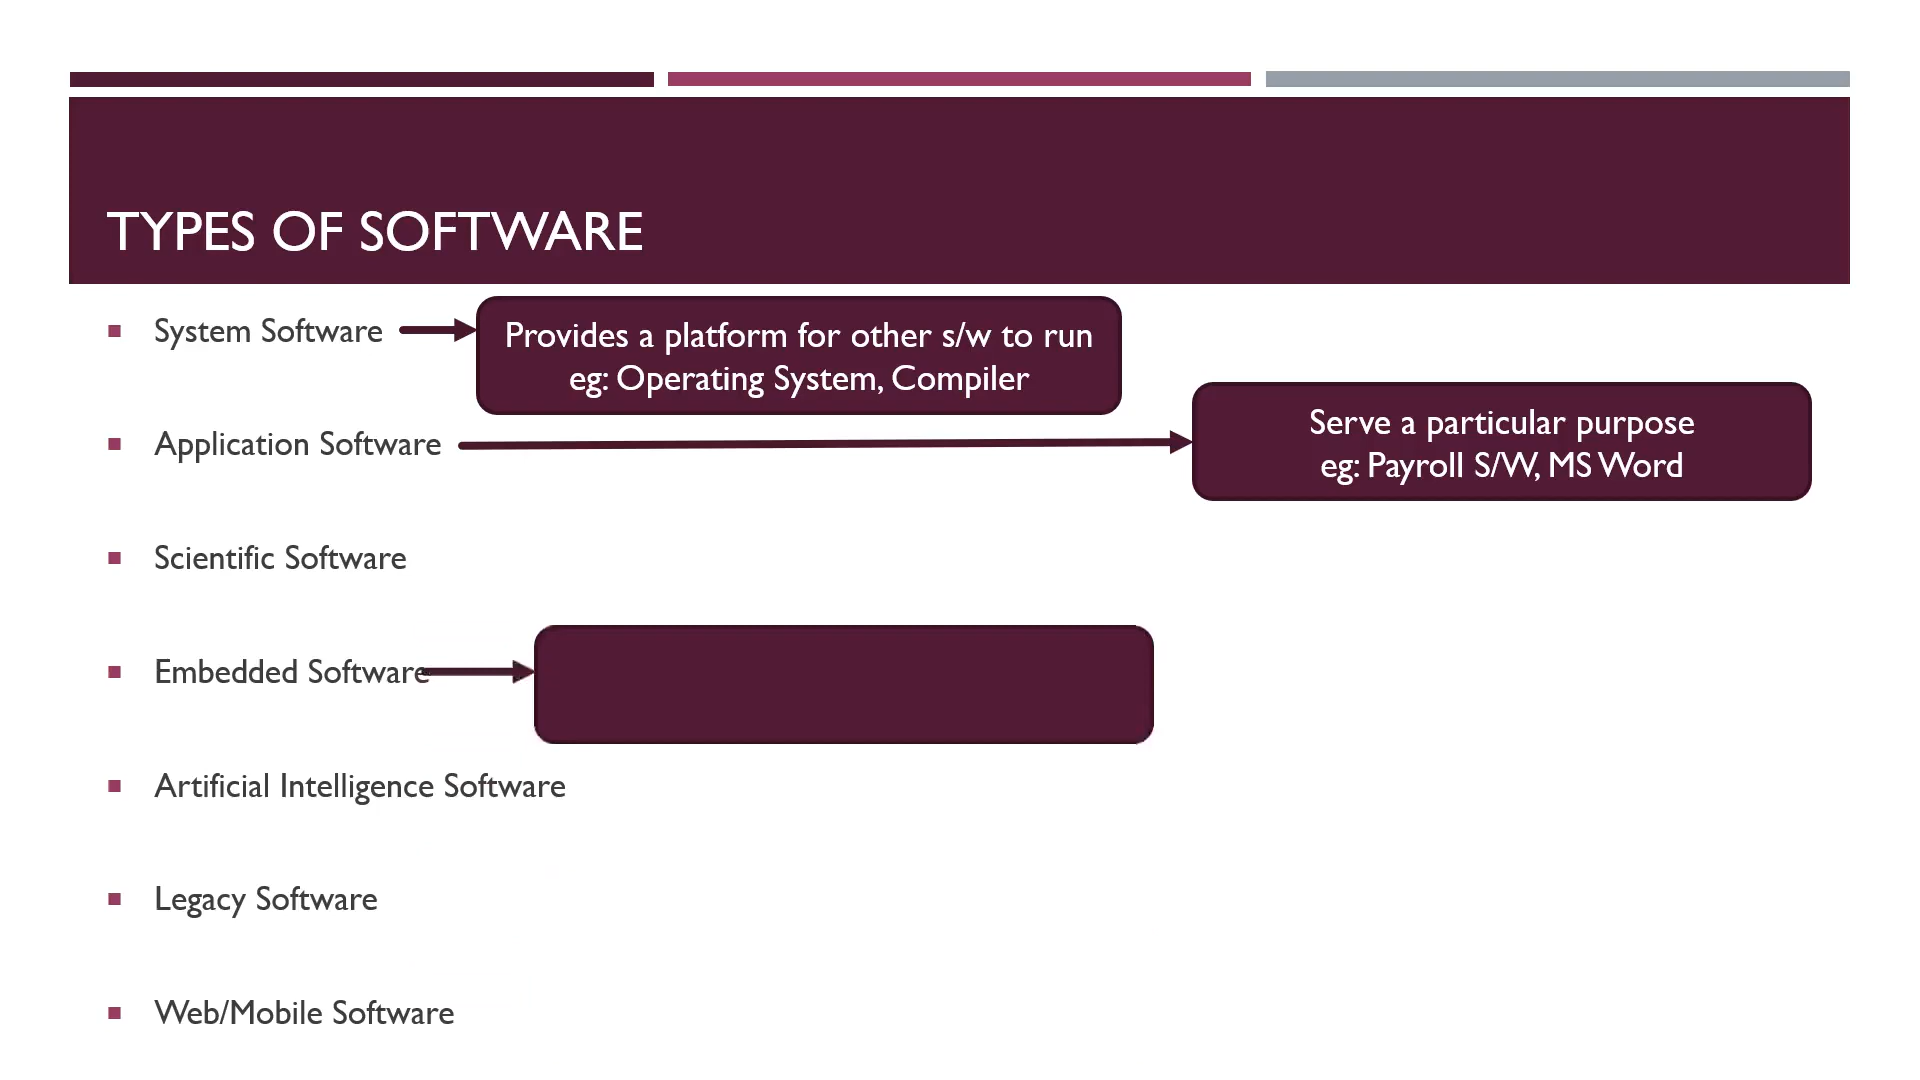 TYPES OF SOFTWARE
System Software
Provides a platform for other s/w to run
eg: Operating System, Compiler
Application Software
Serve a particular purpose
eg: Payroll S/W, MS Word
Scientific Software
Embedded Software
Artificial Intelligence Software
Legacy Software
Web/Mobile Software